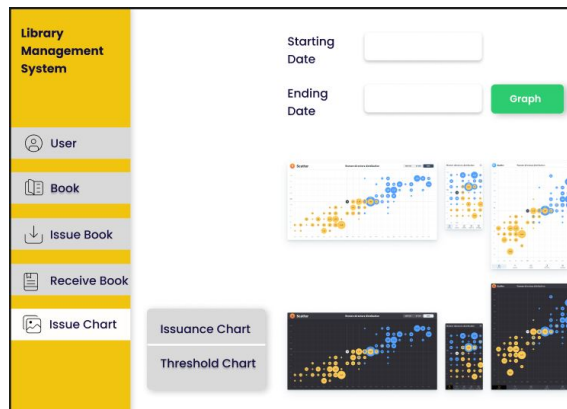 Library
Management
System
Starting
Date
Ending
Date
Graph
User
Book
Issue Book
Receive Book
Issue Chart
Issuance Chart
Threshold Chart